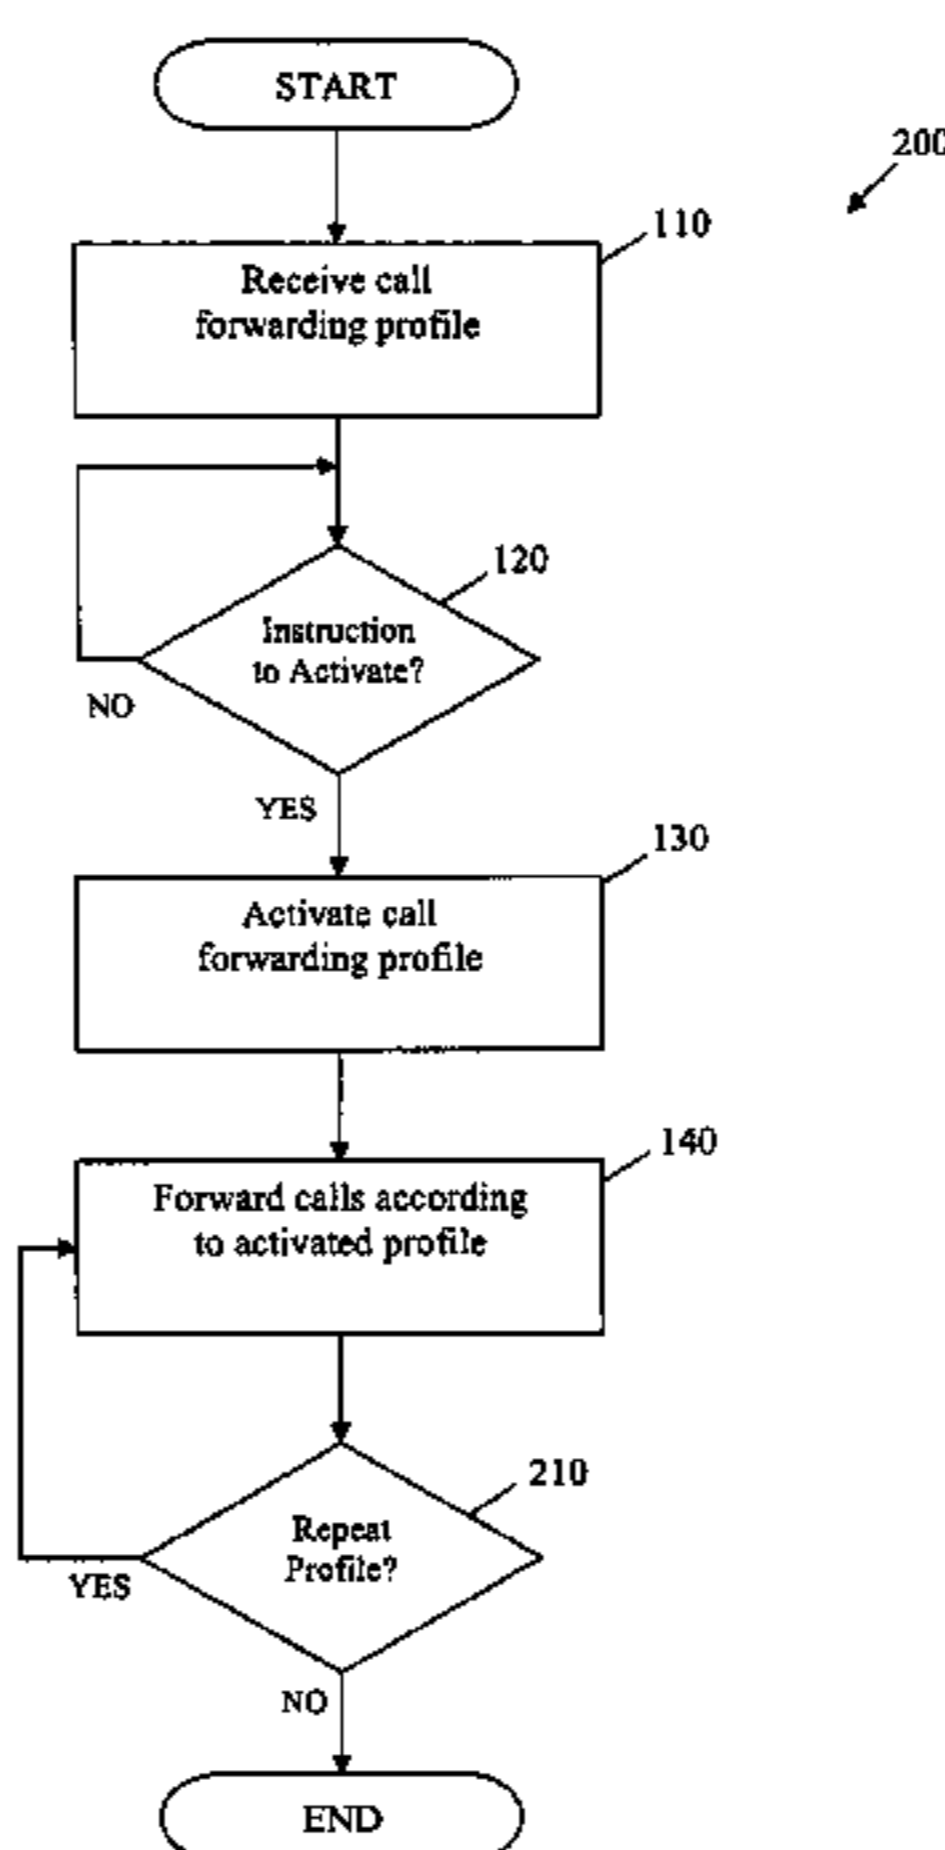 START
200
110
Receive call
forwarding profile
120
Instruction
to Activate?
NO
YES
130
Activate call
forwarding profile
140
Forward calls according
to activated profile
210
Repeat
Profile?
YES
NO
END